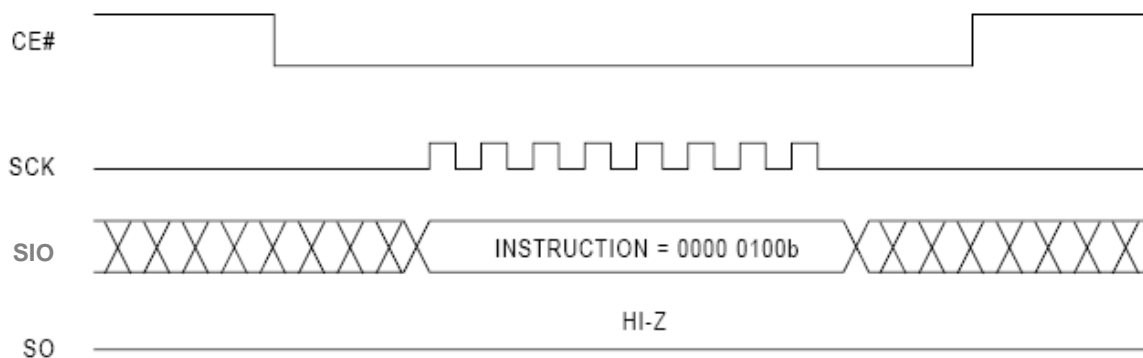 CE#
SCK
SIO
INSTRUCTION = 0000 0100b
HI-Z
SO